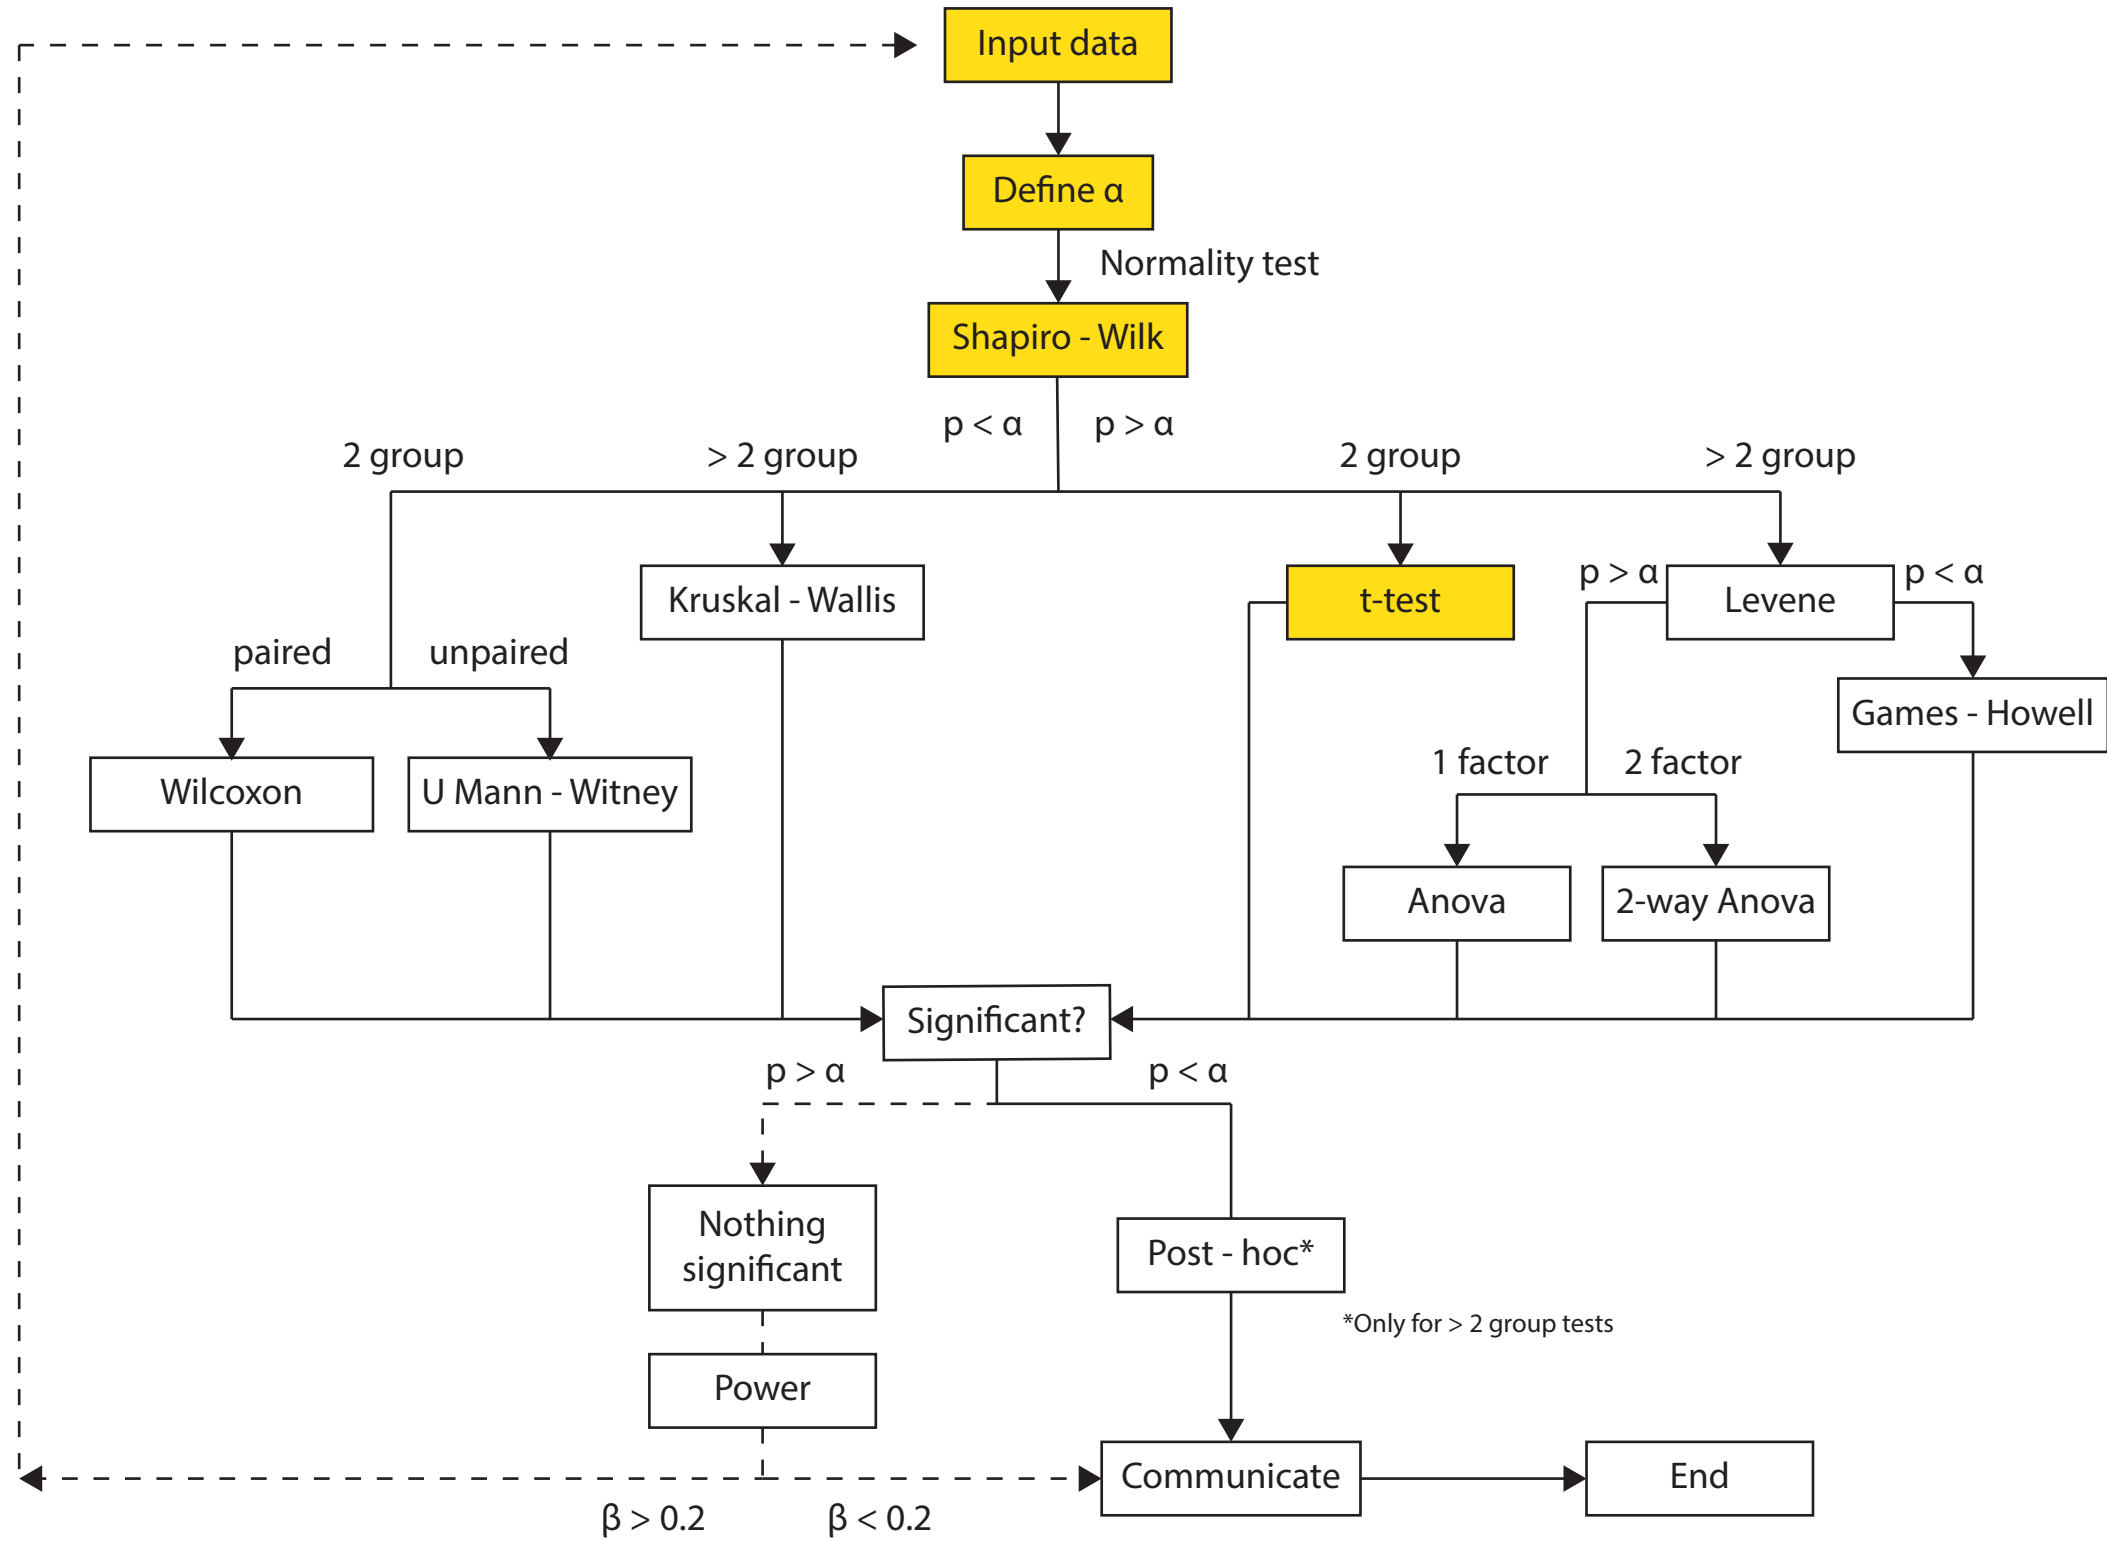 Input data
Define α
Normality test
Shapiro - Wilk
p < α
p > α
2 group
> 2 group
2 group
> 2 group
Kruskal - Wallis
t-test
p > α
Levene
p < α
paired
unpaired
Games - Howell
1 factor
2 factor
Wilcoxon
U Mann - Witney
Anova
2-way Anova
Significant?
p > α
p < α
Nothing
significant
Post - hoc*
*Only for > 2 group tests
Power
Communicate
End
β > 0.2
β < 0.2